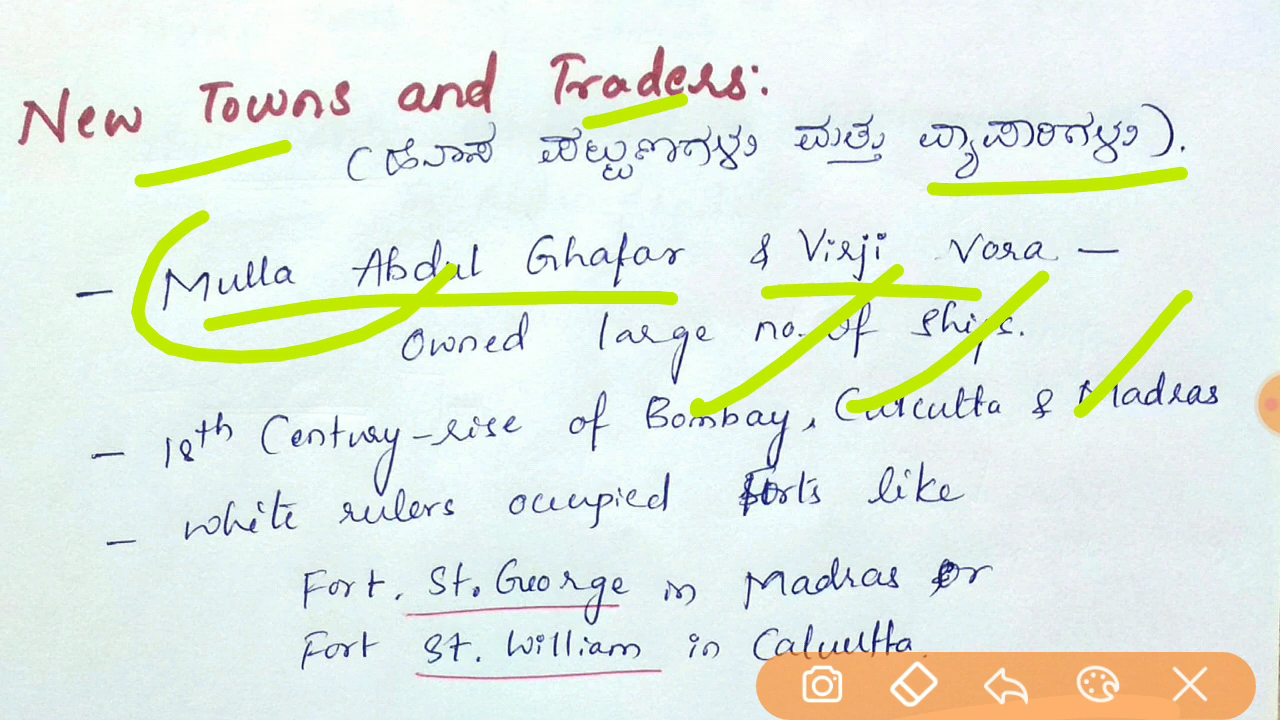 New Towns and Traders:
(ಹೊಸ ಪಟ್ಟಣಗಳು ಮತ್ತು ವ್ಯಾಪಾರಿಗಳು).
- Mulla Abdul Ghafar & Virji Vora -
owned large no. of ships.
- 18th Century-rise of Bombay, Calcutta & Madras
- white rulers occupied forts like
Fort. St. George in Madras or
Fort St. William in Calcutta.